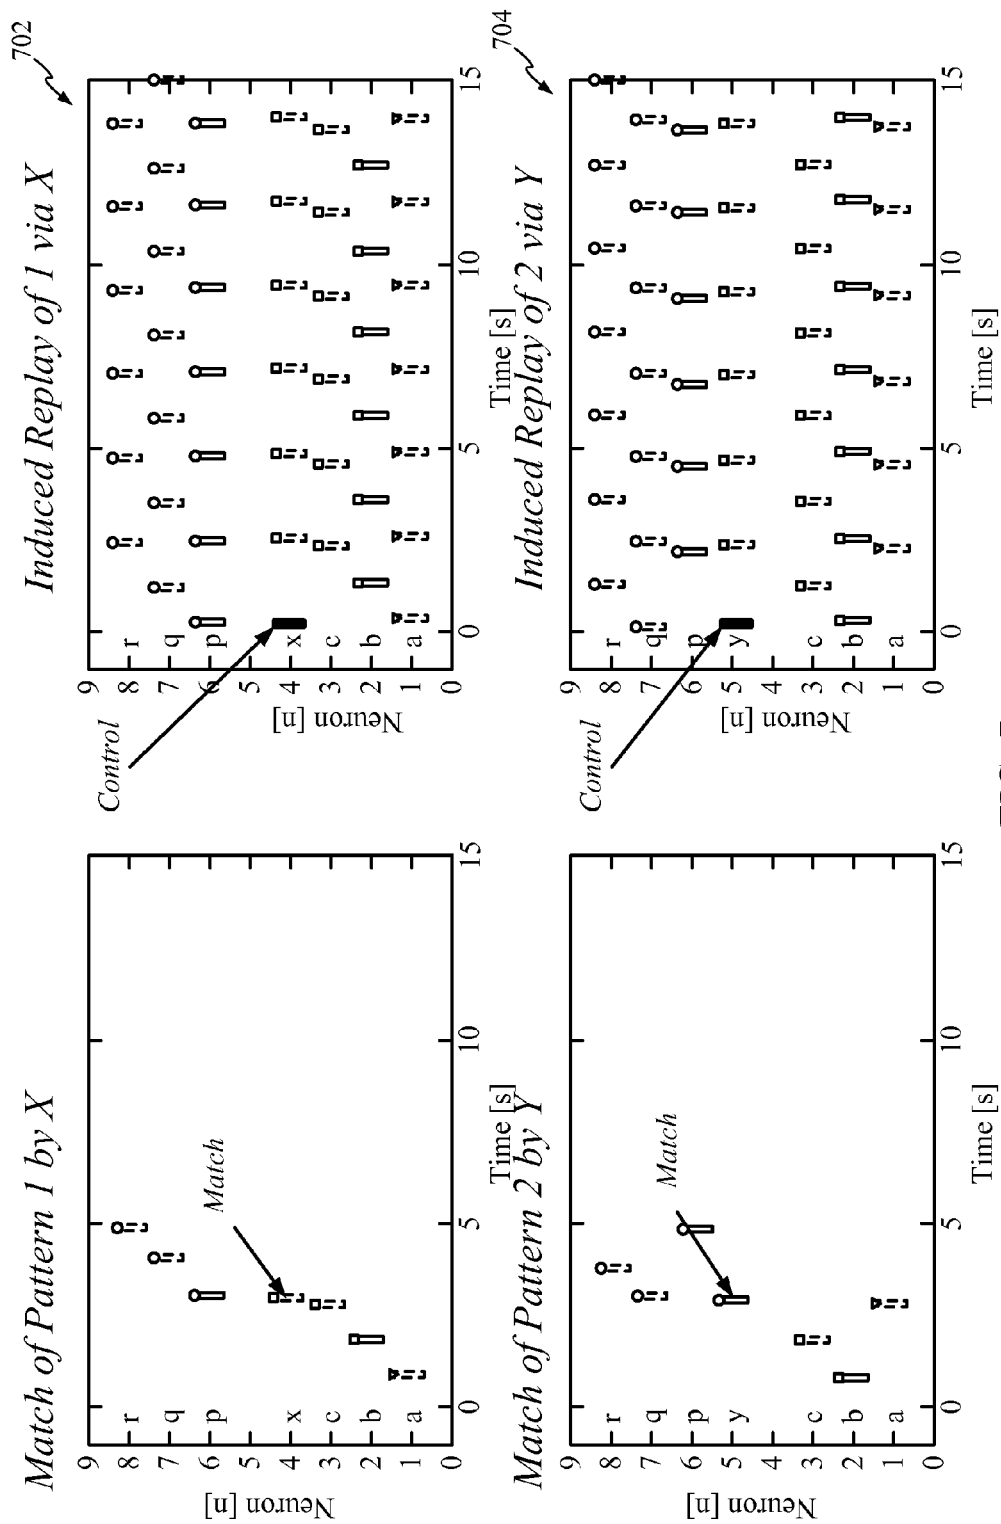 Match of Pattern 1 by X
Neuron [n]
9
8
7
6
5
4
3
2
1
0
r
q
p
x
c
b
a
Match
0
5
10
15
Time [s]
Induced Replay of 1 via X
702
Control
Neuron [n]
9
8
7
6
5
4
3
2
1
0
r
q
p
x
c
b
a
0
5
10
15
Time [s]
Match of Pattern 2 by Y
Neuron [n]
9
8
7
6
5
4
3
2
1
0
r
q
p
y
c
b
a
Match
0
5
10
15
Time [s]
Induced Replay of 2 via Y
704
Control
Neuron [n]
9
8
7
6
5
4
3
2
1
0
r
q
p
y
c
b
a
0
5
10
15
Time [s]